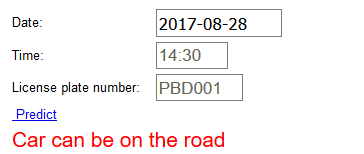 Date: 2017-08-28
Time: 14:30
License plate number: PBD001
Predict
Car can be on the road